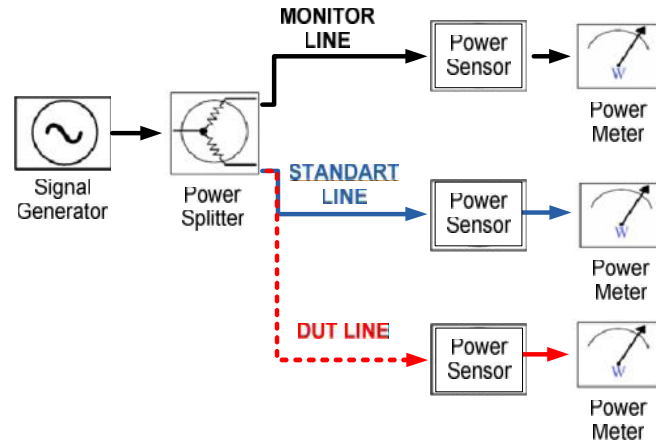 MONITOR
LINE
Power
Sensor
W
Power
Meter
Signal
Generator
Power
Splitter
STANDART
LINE
Power
Sensor
W
Power
Meter
DUT LINE
Power
Sensor
W
Power
Meter